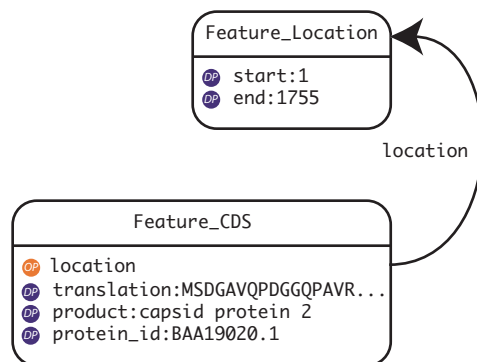 Feature_Location
DP start:1
DP end:1755
location
Feature_CDS
OP location
DP translation:MSDGAVQPDGGQPAVR...
DP product:capsid protein 2
DP protein_id:BAA19020.1